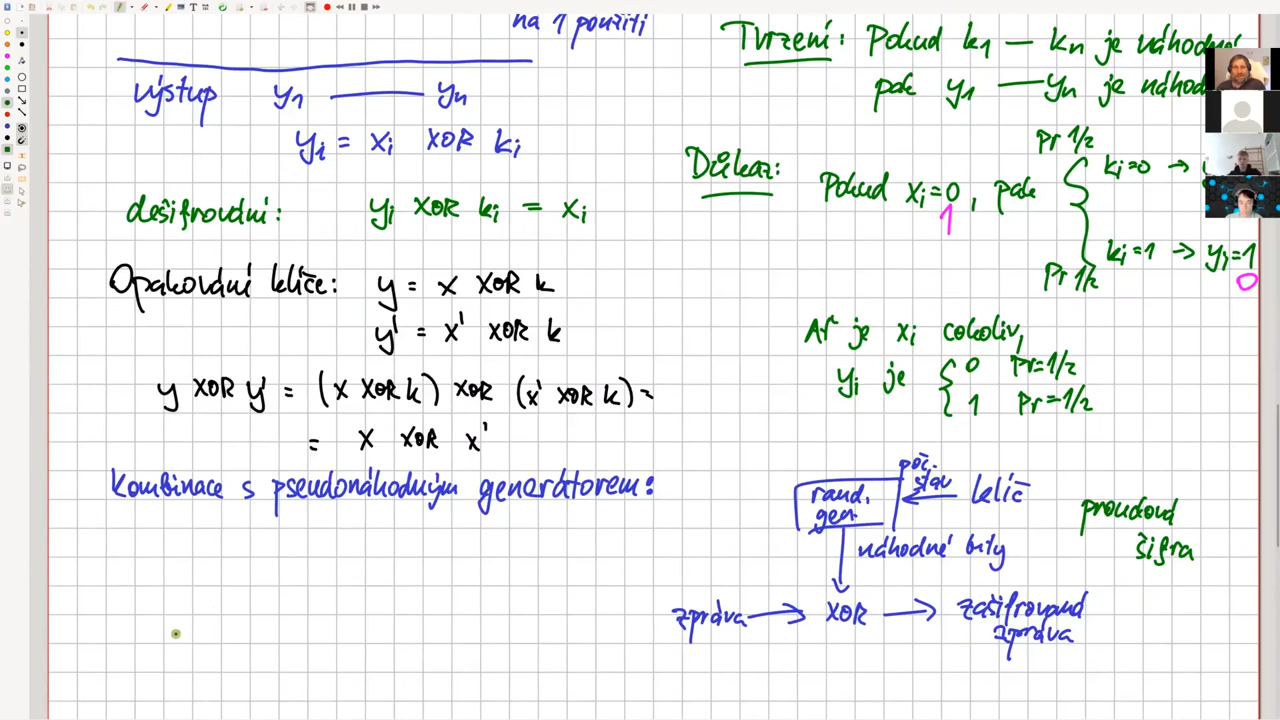 na 1 použití
výstup y1 — yn
yi = xi XOR ki
dešifrování: yi XOR ki = xi
Opakování klíče: y = x XOR k
y' = x' XOR k
y XOR y' = (x XOR k) XOR (x' XOR k) =
= x XOR x'
Kombinace s pseudonáhodným generátorem:
Tvrzení: Pokud k1 — kn je náhodné
pak y1 — yn je náhod
Důkaz: Pokud xi=0, pak
1
Pr 1/2
ki=0 →
ki=1 → yi=1
0
Pr 1/2
Ať je xi cokoliv,
yi je
0 Pr=1/2
1 Pr=1/2
rand.
gen.
poč.
stav
klíč
náhodné bity
proudová
šifra
zpráva → XOR → zašifrovaná
zpráva